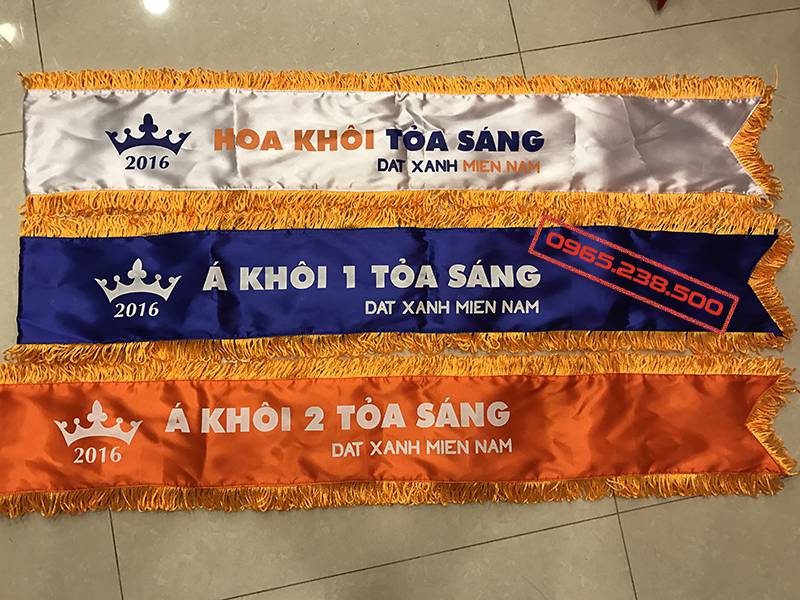 2016
HOA KHÔI TỎA SÁNG
DAT XANH MIEN NAM
2016
Á KHÔI 1 TỎA SÁNG
DAT XANH MIEN NAM
0965.238.500
2016
Á KHÔI 2 TỎA SÁNG
DAT XANH MIEN NAM